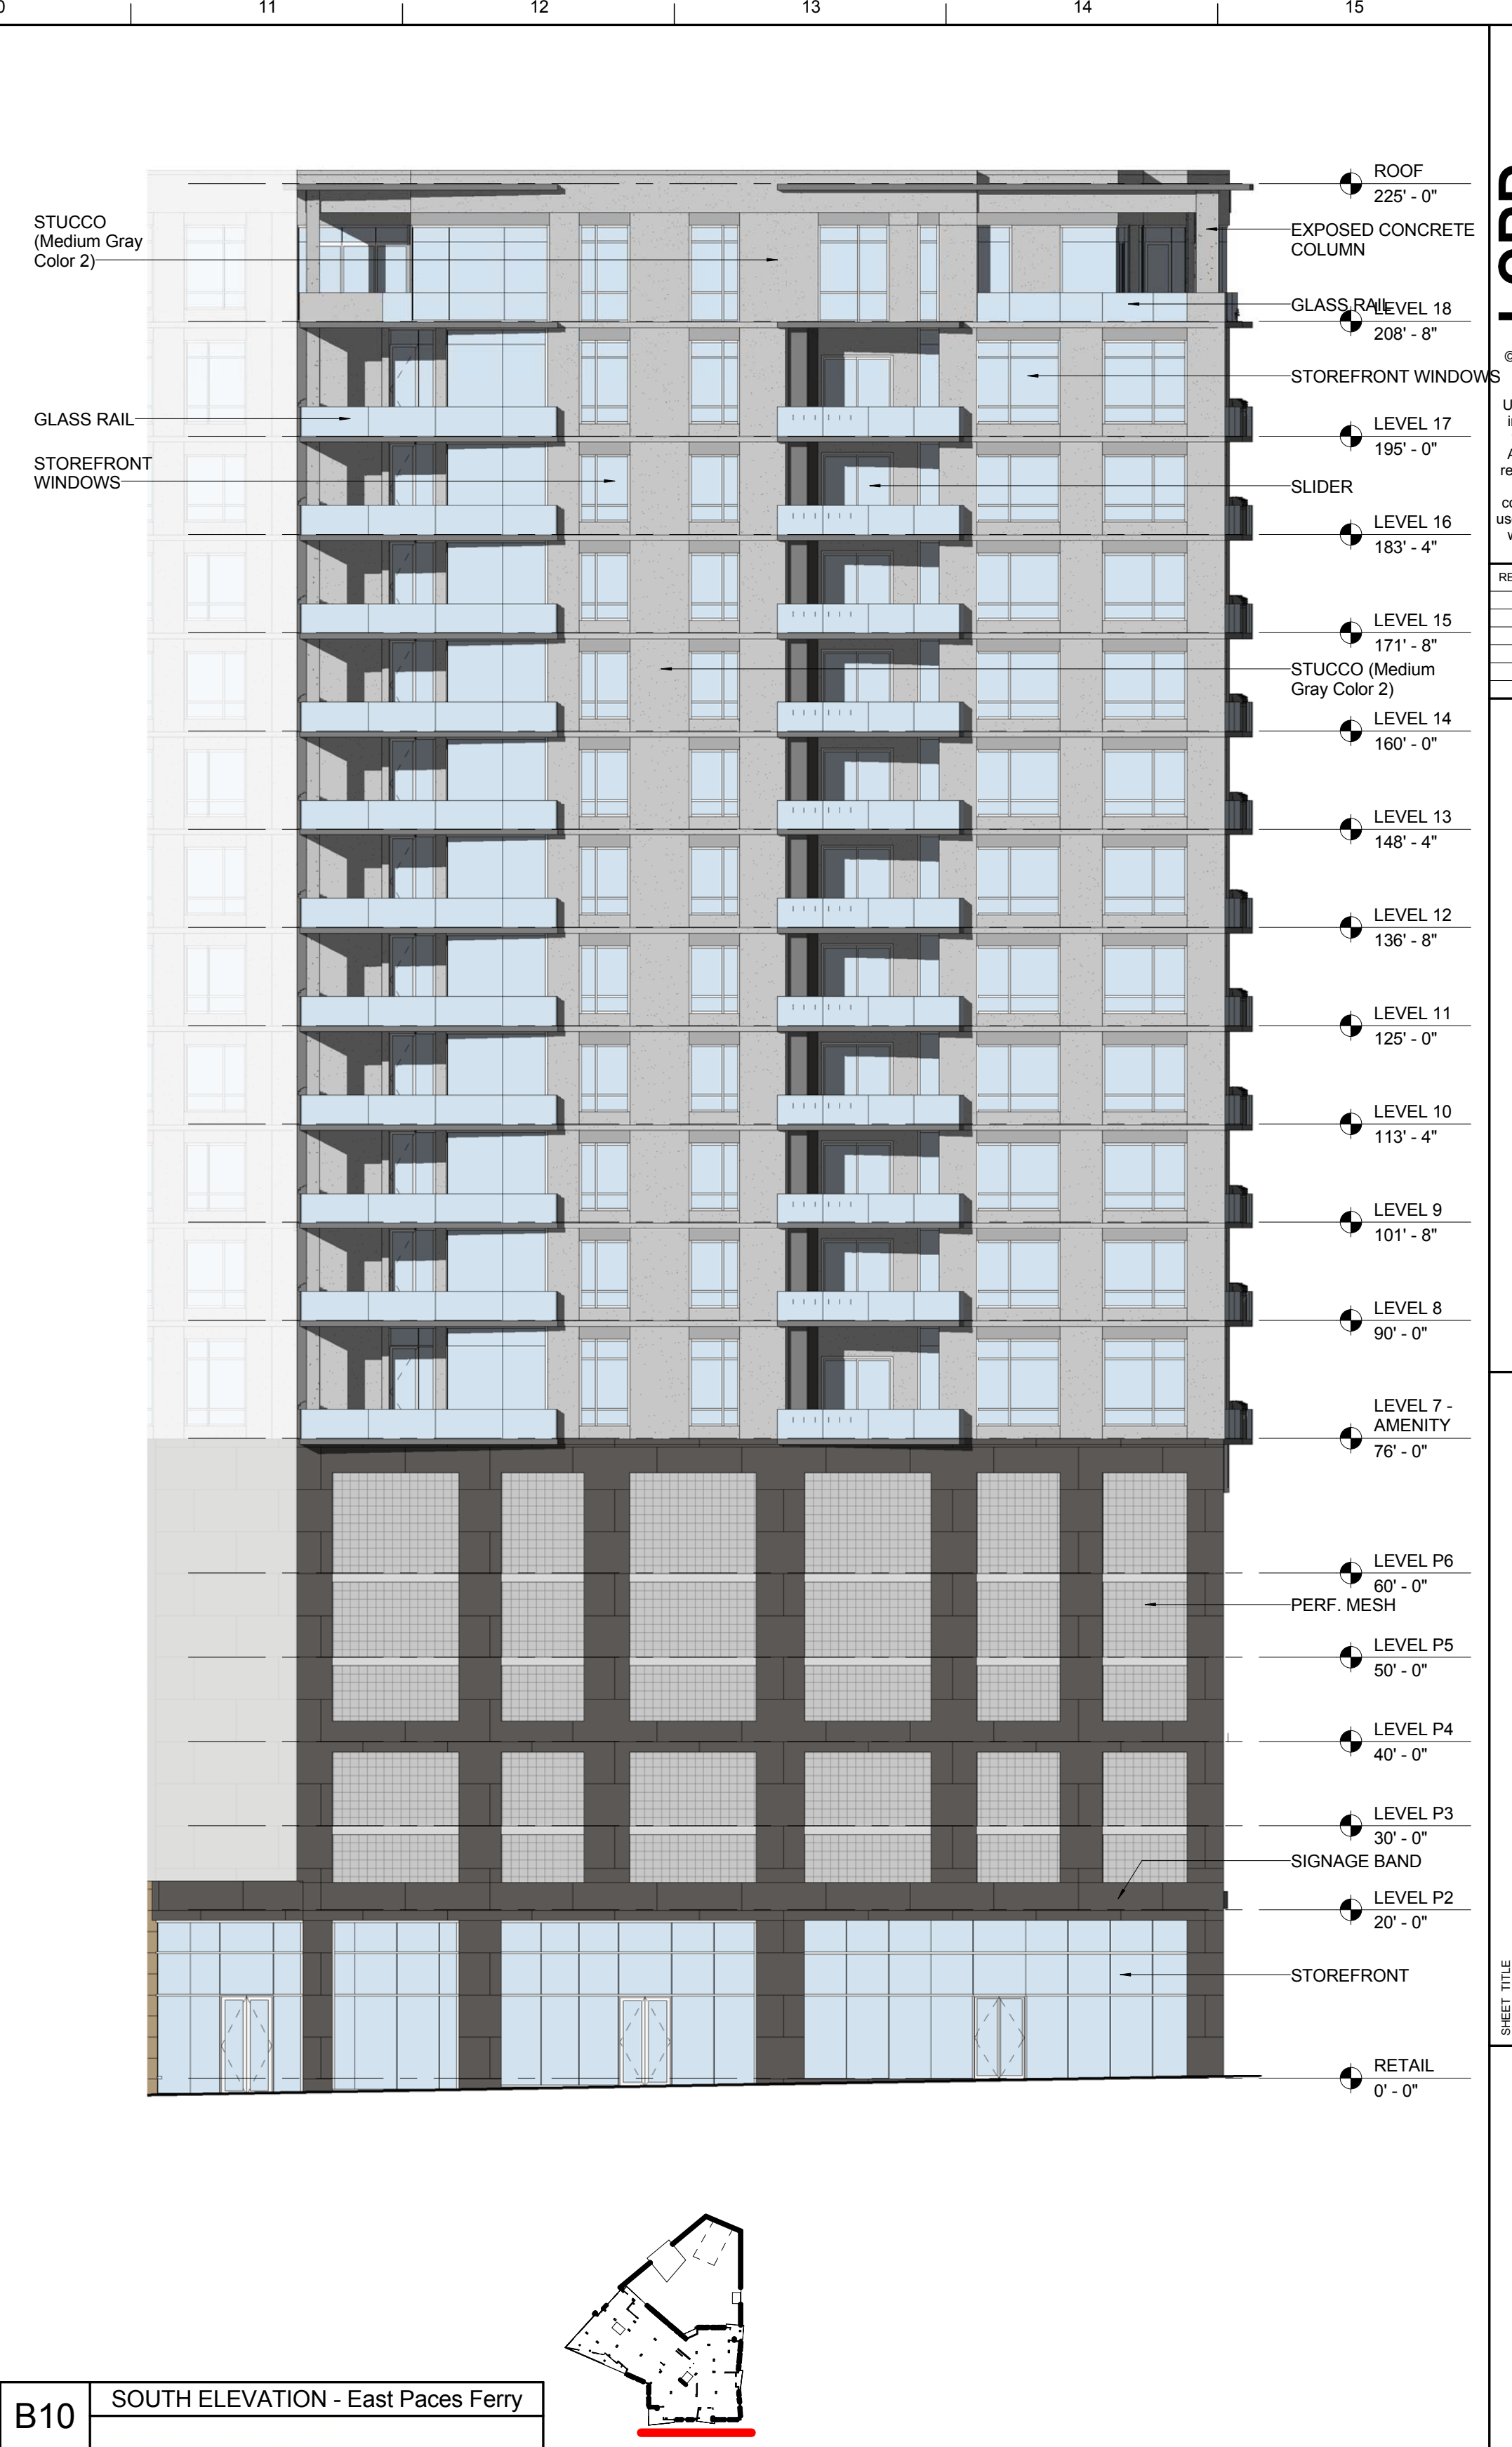 11
12
13
14
15
ROOF
225' - 0"
STUCCO
(Medium Gray
Color 2)
EXPOSED CONCRETE
COLUMN
GLASS RAIL
LEVEL 18
208' - 8"
STOREFRONT WINDOWS
GLASS RAIL
LEVEL 17
195' - 0"
STOREFRONT
WINDOWS
SLIDER
LEVEL 16
183' - 4"
LEVEL 15
171' - 8"
STUCCO (Medium
Gray Color 2)
LEVEL 14
160' - 0"
LEVEL 13
148' - 4"
LEVEL 12
136' - 8"
LEVEL 11
125' - 0"
LEVEL 10
113' - 4"
LEVEL 9
101' - 8"
LEVEL 8
90' - 0"
LEVEL 7 -
AMENITY
76' - 0"
LEVEL P6
60' - 0"
PERF. MESH
LEVEL P5
50' - 0"
LEVEL P4
40' - 0"
LEVEL P3
30' - 0"
SIGNAGE BAND
LEVEL P2
20' - 0"
STOREFRONT
SHEET TITLE
RETAIL
0' - 0"
B10
SOUTH ELEVATION - East Paces Ferry